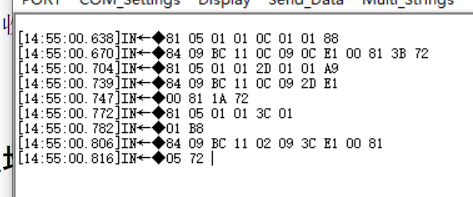 PORT COM_Settings Display Send_Data Multi_Strings
[14:55:00.638]IN←◆81 05 01 01 0C 01 01 88
[14:55:00.670]IN←◆84 09 BC 11 0C 09 0C E1 00 81 3B 72
[14:55:00.704]IN←◆81 05 01 01 2D 01 01 A9
[14:55:00.739]IN←◆84 09 BC 11 0C 09 2D E1
[14:55:00.747]IN←◆00 81 1A 72
[14:55:00.772]IN←◆81 05 01 01 3C 01
[14:55:00.782]IN←◆01 B8
[14:55:00.806]IN←◆84 09 BC 11 02 09 3C E1 00 81
[14:55:00.816]IN←◆05 72